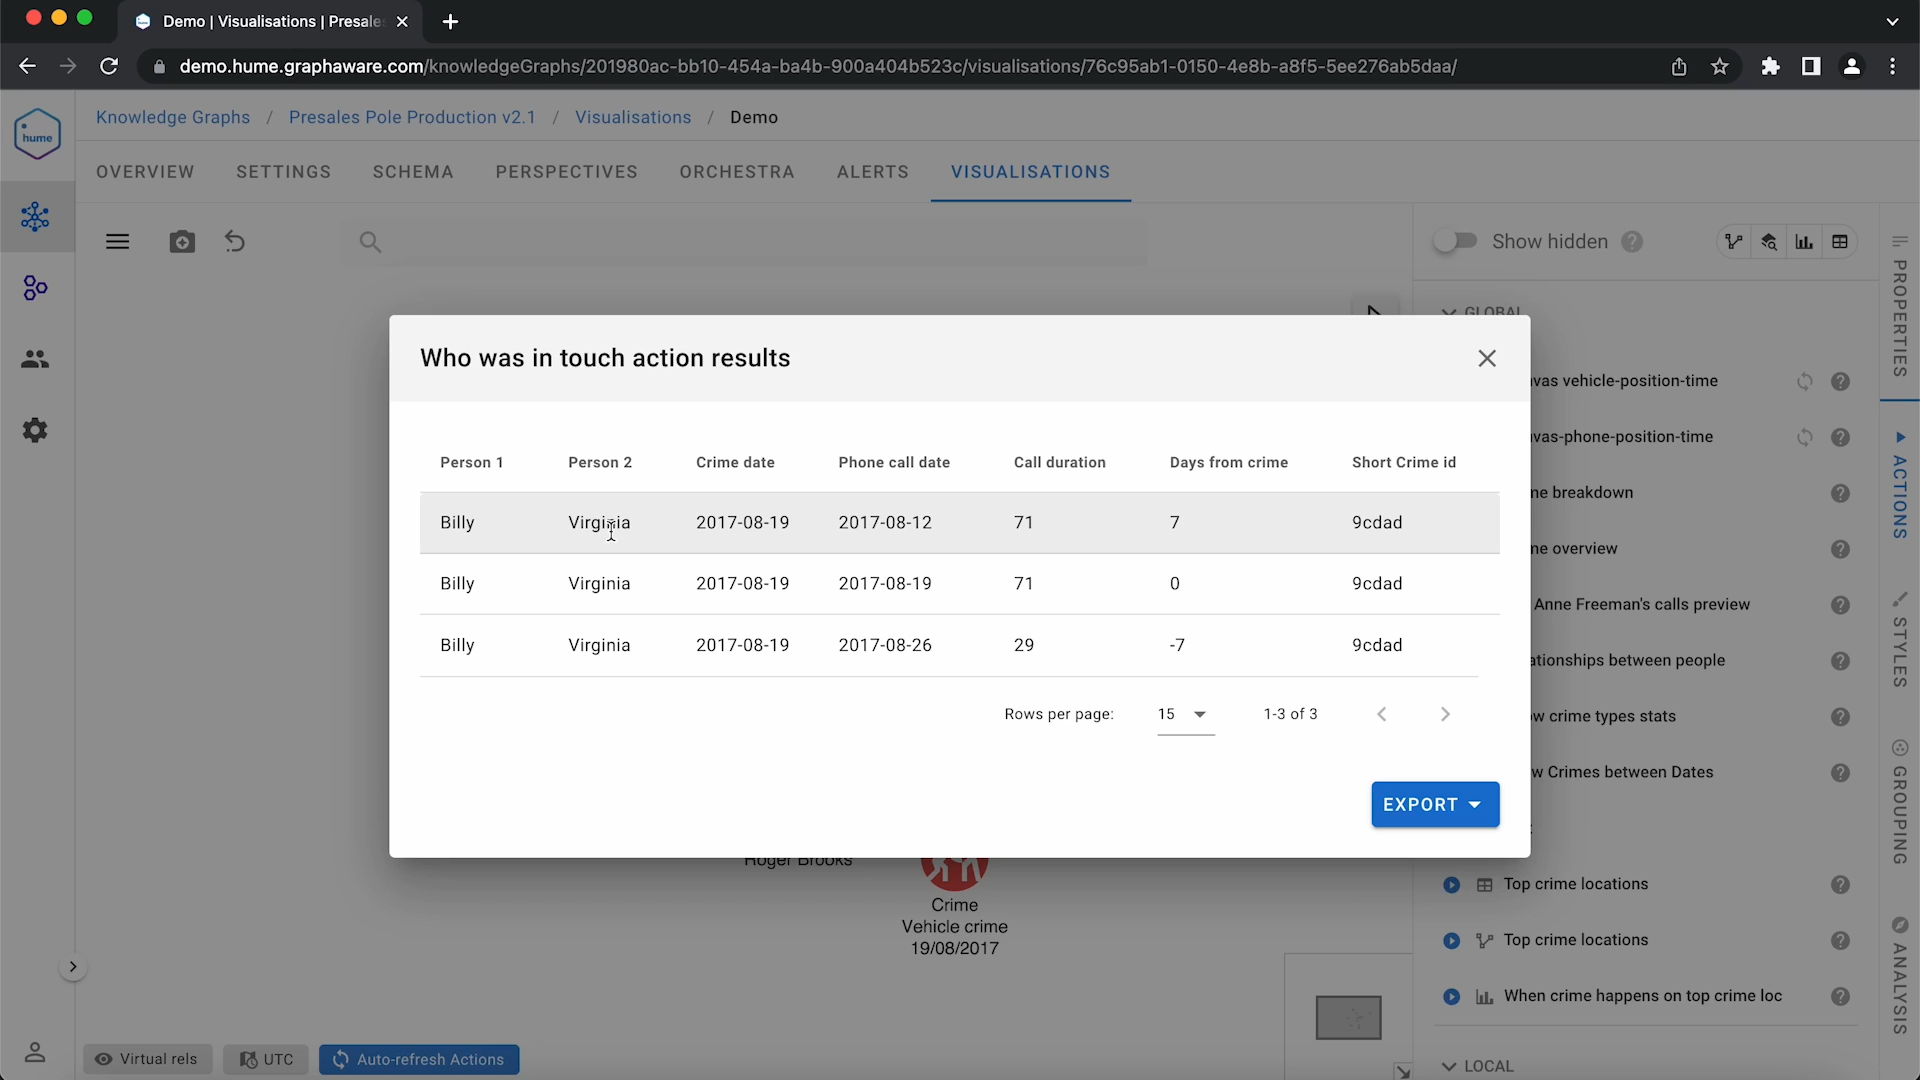 Demo | Visualisations | Presale
demo.hume.graphaware.com/knowledgeGraphs/201980ac-bb10-454a-ba4b-900a404b523c/visualisations/76c95ab1-0150-4e8b-a8f5-5ee276ab5daa/
hume
Knowledge Graphs / Presales Pole Production v2.1 / Visualisations / Demo
OVERVIEW SETTINGS SCHEMA PERSPECTIVES ORCHESTRA ALERTS VISUALISATIONS
Show hidden
GLOBAL
Who was in touch action results
Person 1 Person 2 Crime date Phone call date Call duration Days from crime Short Crime id
Billy Virginia 2017-08-19 2017-08-12 71 7 9cdad
Billy Virginia 2017-08-19 2017-08-19 71 0 9cdad
Billy Virginia 2017-08-19 2017-08-26 29 -7 9cdad
Rows per page: 15 1-3 of 3
EXPORT
vas vehicle-position-time
vas-phone-position-time
ne breakdown
ne overview
Anne Freeman's calls preview
ationships between people
w crime types stats
w Crimes between Dates
Top crime locations
Top crime locations
When crime happens on top crime loc
LOCAL
PROPERTIES
ACTIONS
STYLES
GROUPING
ANALYSIS
Roger Brooks
Crime
Vehicle crime
19/08/2017
Virtual rels
UTC
Auto-refresh Actions